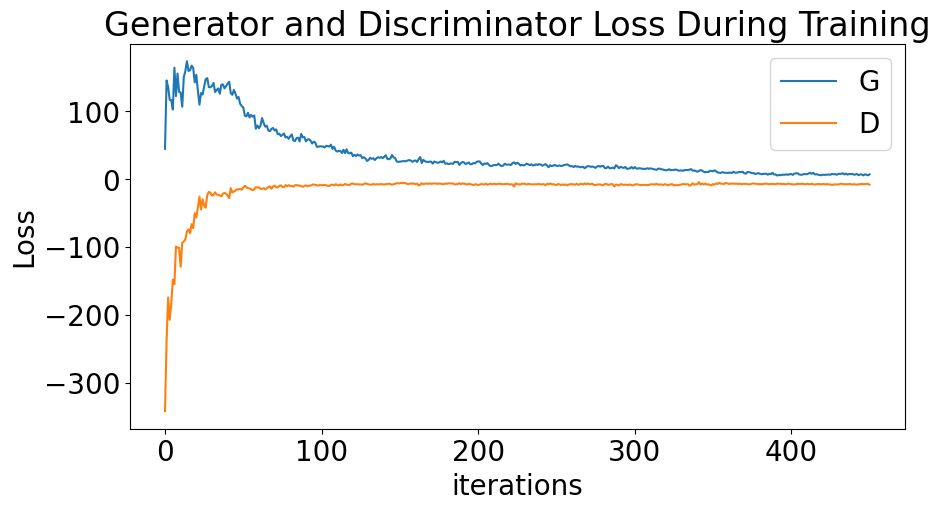 Generator and Discriminator Loss During Training
G
D
100
0
−100
−200
−300
Loss
0
100
200
300
400
iterations